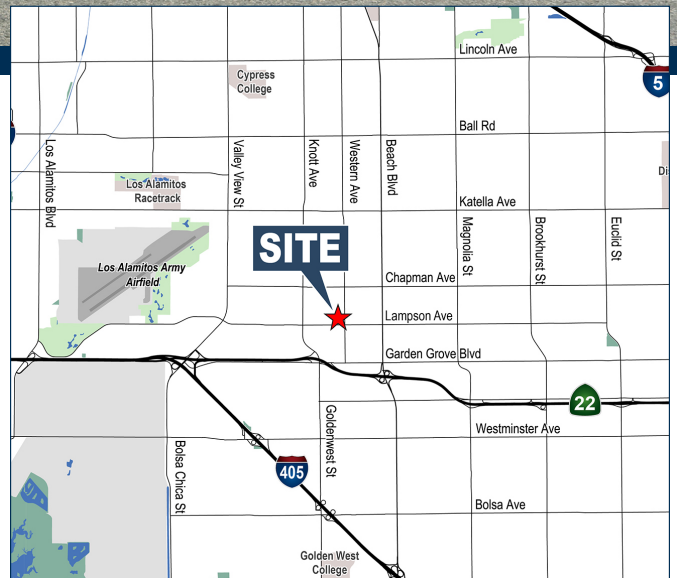 Lincoln Ave
5
Cypress
College
Ball Rd
Los Alamitos Blvd
Valley View St
Knott Ave
Western Ave
Beach Blvd
Los Alamitos
Racetrack
Katella Ave
Magnolia St
Brookhurst St
Euclid St
SITE
Los Alamitos Army
Airfield
Chapman Ave
Lampson Ave
Garden Grove Blvd
22
Goldenwest St
Westminster Ave
Bolsa Chica St
405
Bolsa Ave
Golden West
College